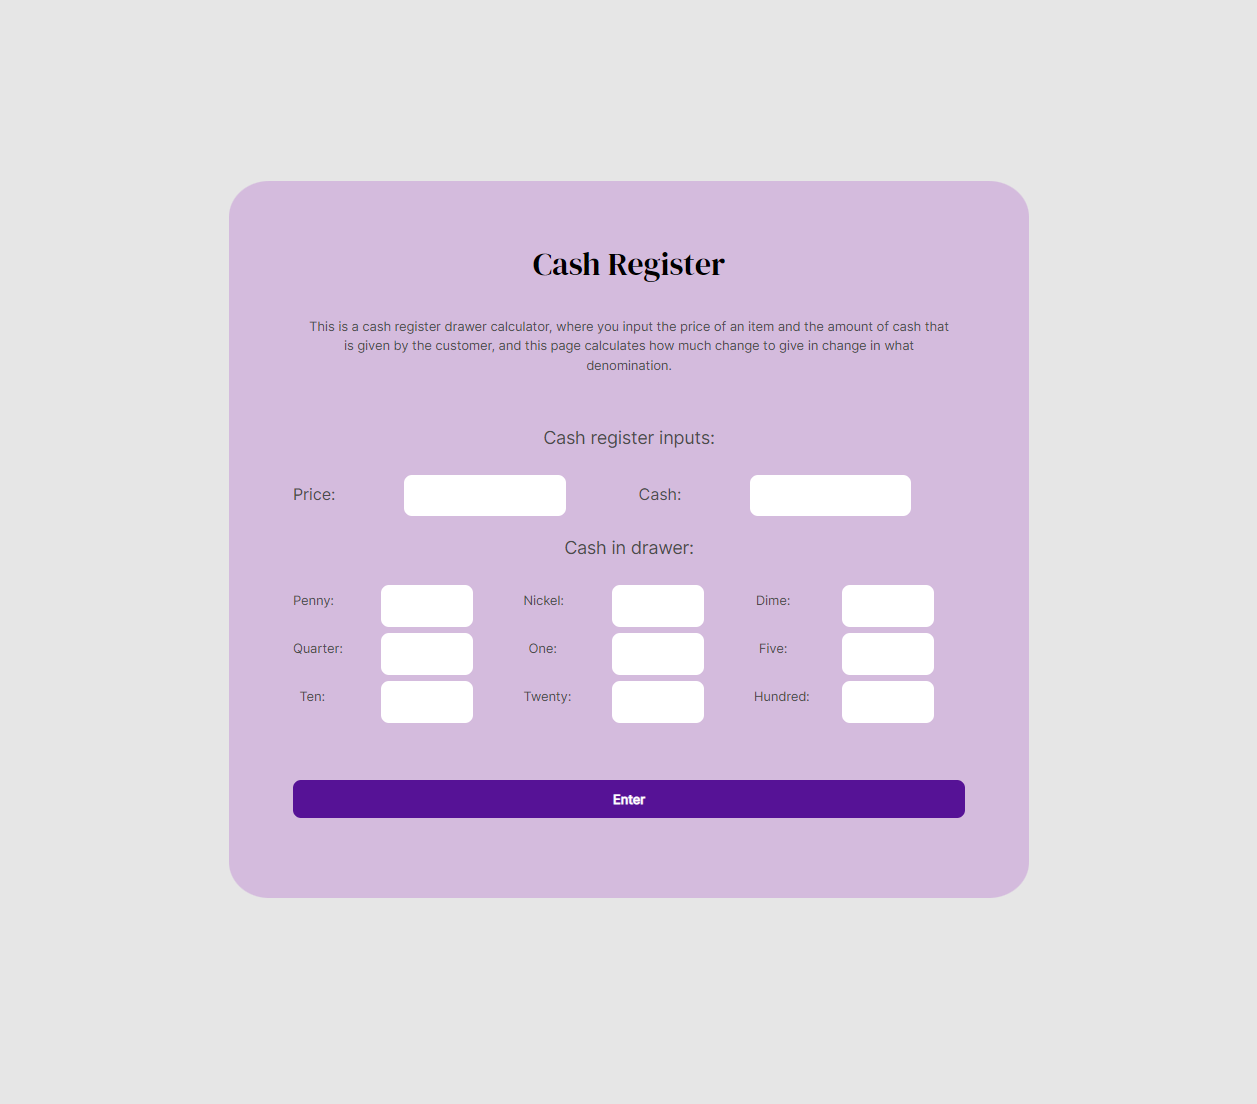 Cash Register
This is a cash register drawer calculator, where you input the price of an item and the amount of cash that
is given by the customer, and this page calculates how much change to give in change in what
denomination.
Cash register inputs:
Price: Cash:
Cash in drawer:
Penny: Nickel: Dime:
Quarter: One: Five:
Ten: Twenty: Hundred:
Enter